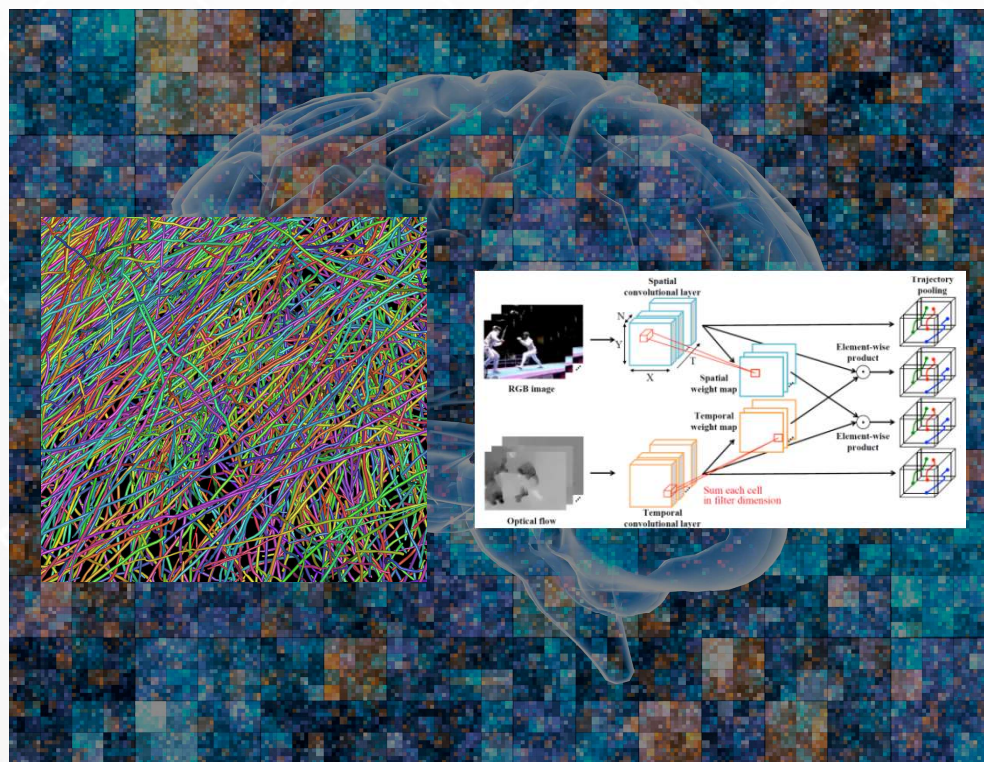 Spatial
convolutional layer
Trajectory
pooling
N
Y
X
T
RGB image
Spatial
weight map
Element-wise
product
Temporal
weight map
Element-wise
product
Sum each cell
in filter dimension
Optical flow
Temporal
convolutional layer